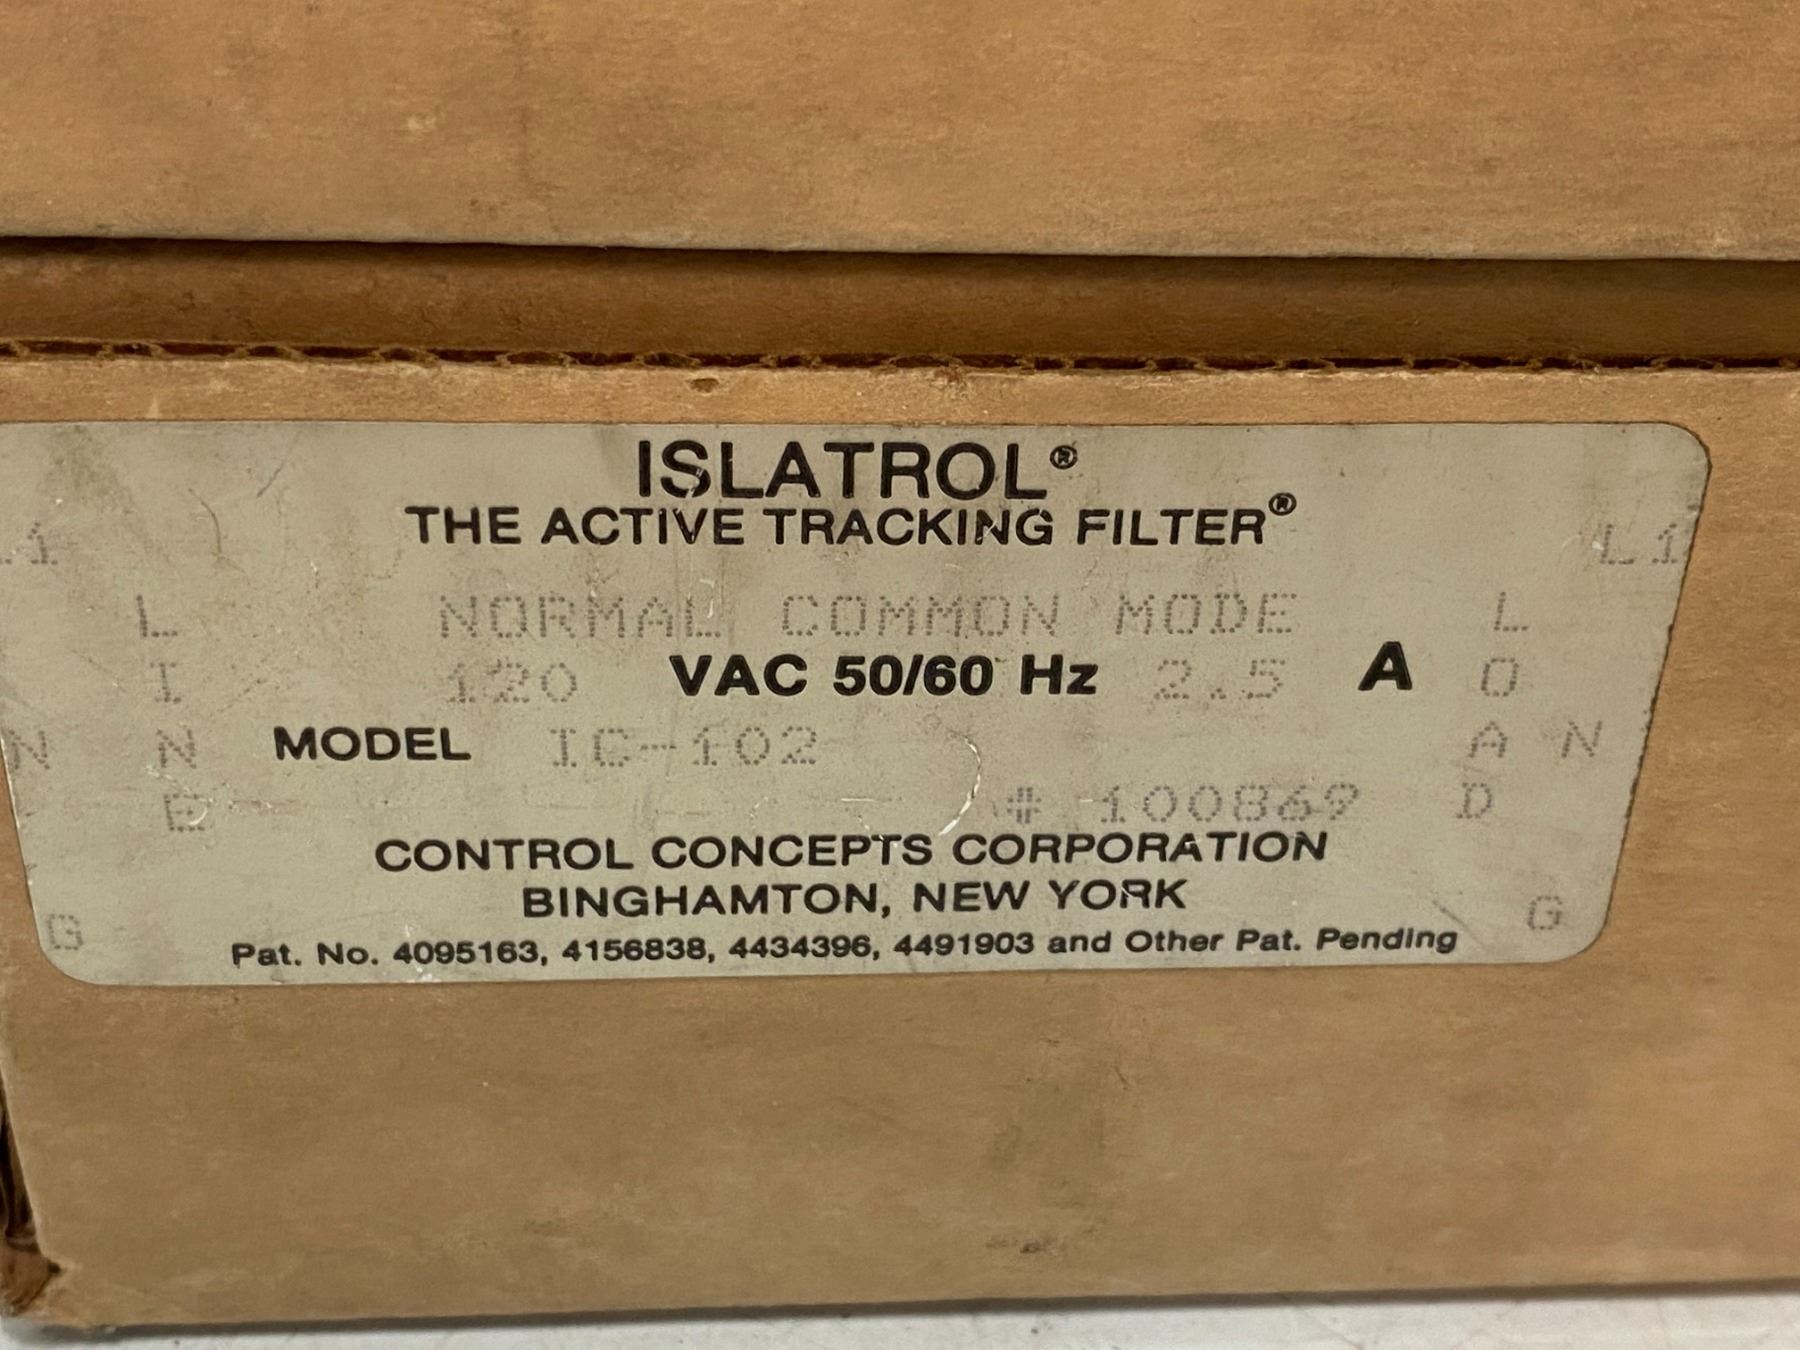 ISLATROL®
THE ACTIVE TRACKING FILTER®
L1 L1
L NORMAL COMMON MODE L
I 120 VAC 50/60 Hz 2.5 A O
N N MODEL IC-102 A N
E # 100869 D
CONTROL CONCEPTS CORPORATION
BINGHAMTON, NEW YORK
G G
Pat. No. 4095163, 4156838, 4434396, 4491903 and Other Pat. Pending